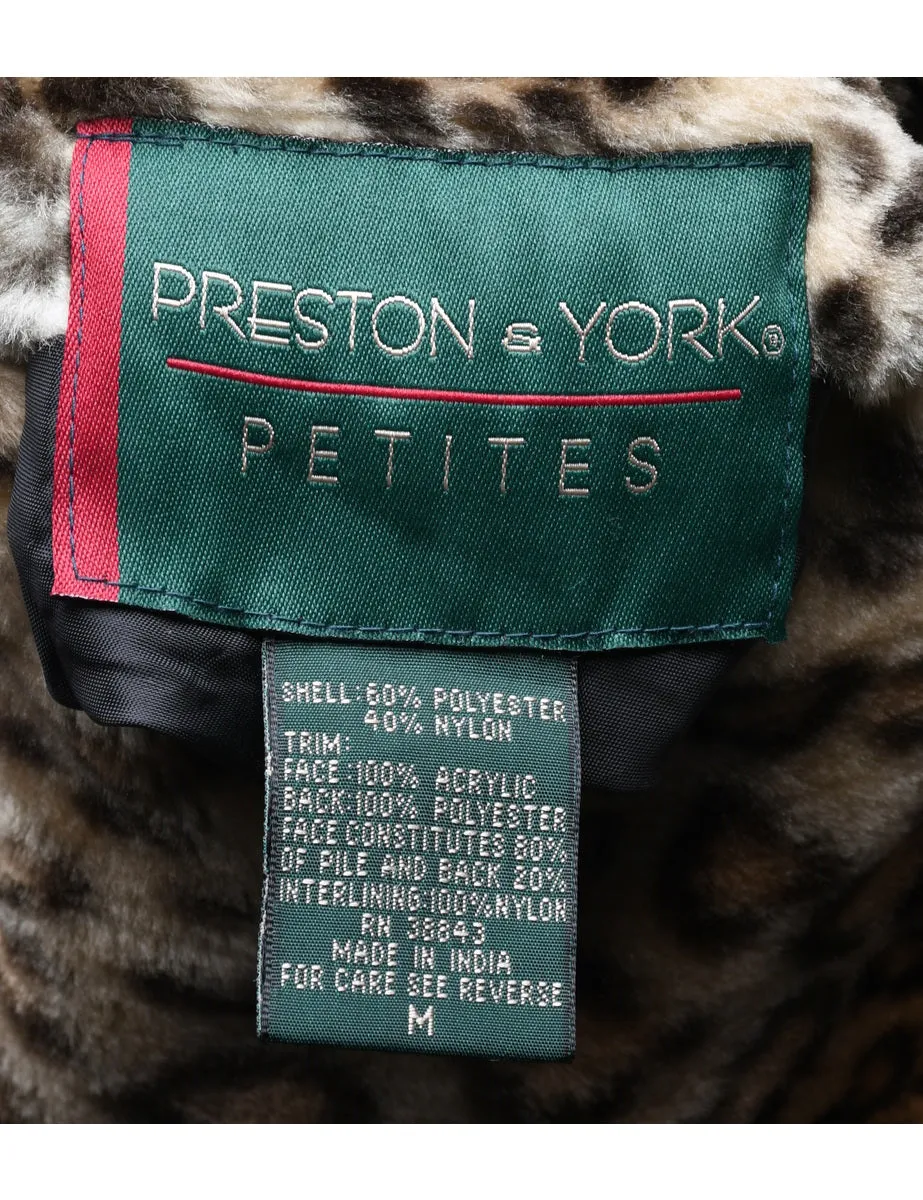 PRESTON & YORK®
PETITES
SHELL: 60% POLYESTER
40% NYLON
TRIM:
FACE:100% ACRYLIC
BACK:100% POLYESTER
FACE CONSTITUTES 80%
OF PILE AND BACK 20%
INTERLINING:100%NYLON
RN 38843
MADE IN INDIA
FOR CARE SEE REVERSE
M